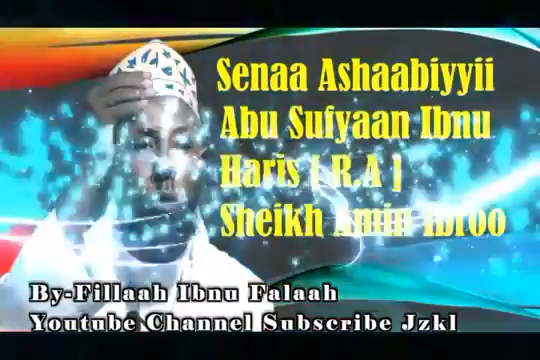 Senaa Ashaabiyyii
Abu Sufyaan Ibnu
Haris [ R.A ]
Sheikh Amin Ibroo
By-Fillaah Ibnu Falaah
Youtube Channel Subscribe Jzkl